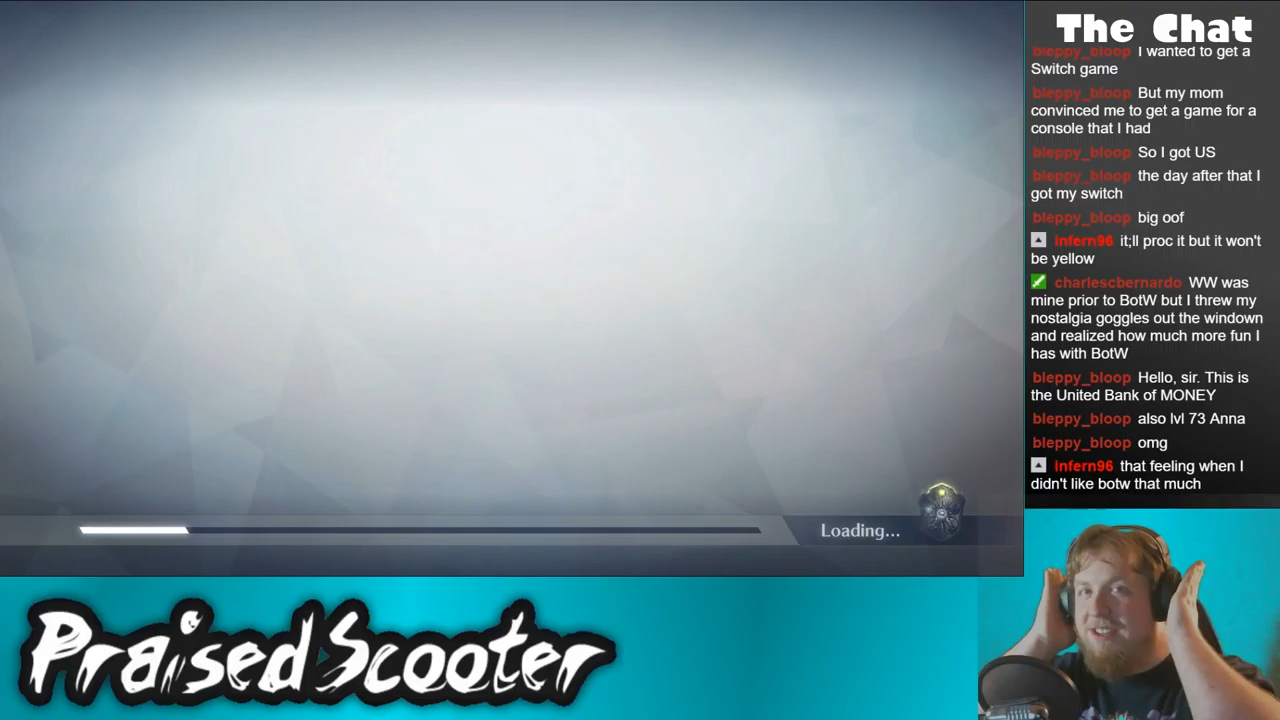 The Chat
bleppy_bloop I wanted to get a
Switch game
bleppy_bloop But my mom
convinced me to get a game for a
console that I had
bleppy_bloop So I got US
bleppy_bloop the day after that I
got my switch
bleppy_bloop big oof
infern96 it;ll proc it but it won't
be yellow
charlescbernardo WW was
mine prior to BotW but I threw my
nostalgia goggles out the windown
and realized how much more fun I
has with BotW
bleppy_bloop Hello, sir. This is
the United Bank of MONEY
bleppy_bloop also lvl 73 Anna
bleppy_bloop omg
infern96 that feeling when I
didn't like botw that much
Loading...
PraisedScooter